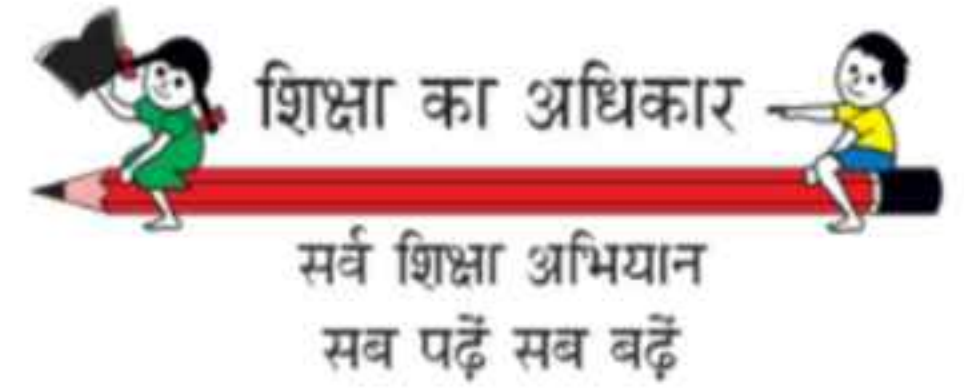 शिक्षा का अधिकार
सर्व शिक्षा अभियान
सब पढ़ें सब बढ़ें